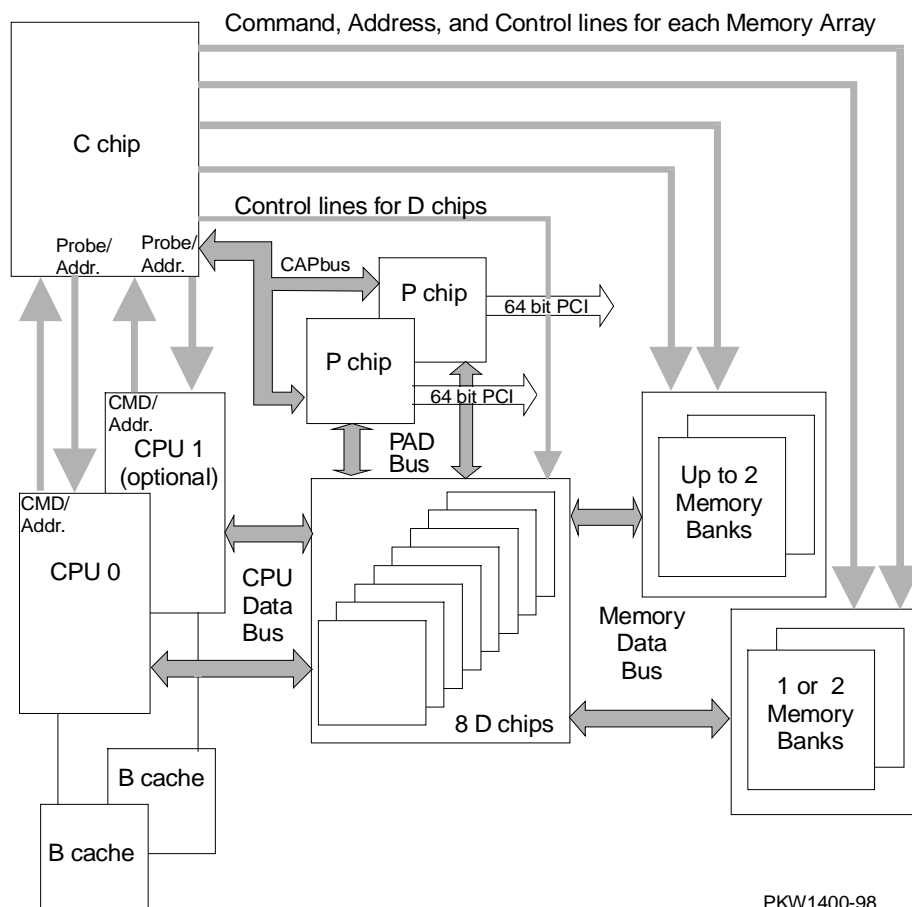 Command, Address, and Control lines for each Memory Array
C chip
Control lines for D chips
Probe/
Addr.
Probe/
Addr.
CAPbus
P chip
64 bit PCI
P chip
64 bit PCI
CMD/
Addr.
CPU 1
(optional)
PAD
Bus
Up to 2
Memory
Banks
CMD/
Addr.
CPU 0
CPU
Data
Bus
Memory
Data
Bus
1 or 2
Memory
Banks
8 D chips
B cache
B cache
PKW1400-98